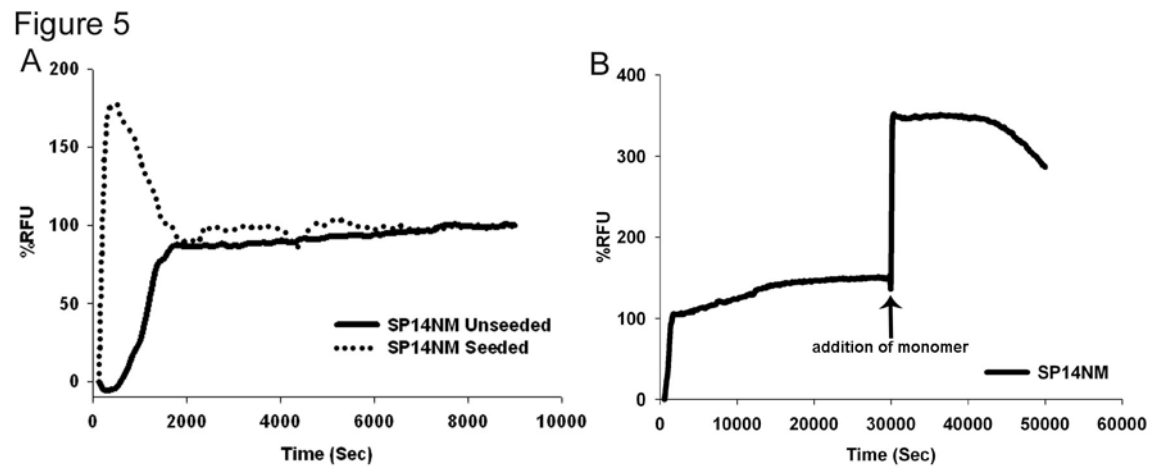 Figure 5
A
200
150
100
50
0
%RFU
SP14NM Unseeded
SP14NM Seeded
0 2000 4000 6000 8000 10000
Time (Sec)
B
400
300
200
100
0
%RFU
addition of monomer
SP14NM
0 10000 20000 30000 40000 50000 60000
Time (Sec)